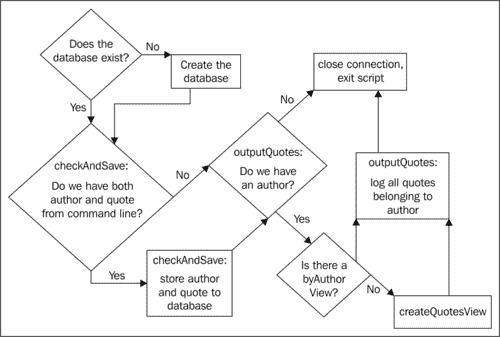 Does the
database exist?
No
Create the
database
Yes
checkAndSave:
Do we have both
author and quote
from command line?
No
Yes
checkAndSave:
store author
and quote to
database
outputQuotes:
Do we have
an author?
No
close connection,
exit script
Yes
Is there a
byAuthor
View?
No
createQuotesView
outputQuotes:
log all quotes
belonging to
author